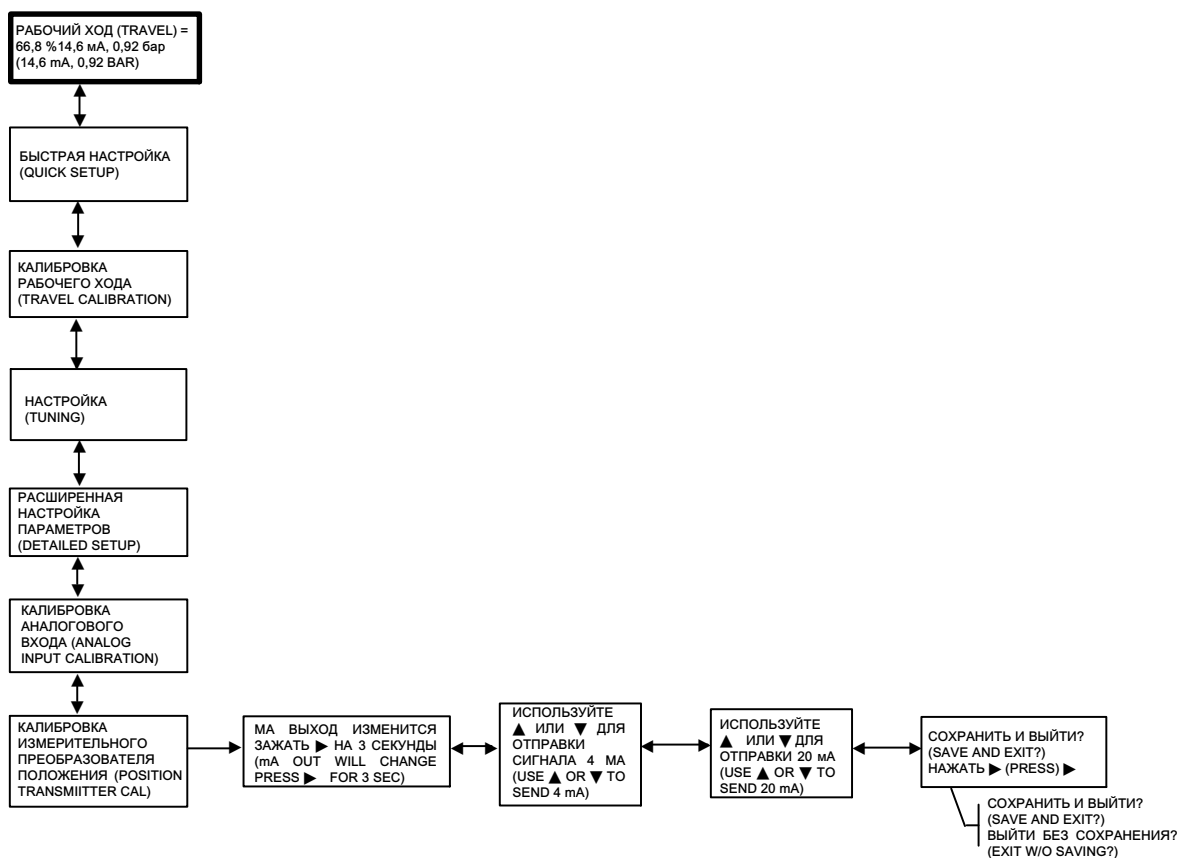 РАБОЧИЙ ХОД (TRAVEL) =
66,8 %14,6 мА, 0,92 бар
(14,6 mA, 0,92 BAR)
БЫСТРАЯ НАСТРОЙКА
(QUICK SETUP)
КАЛИБРОВКА
РАБОЧЕГО ХОДА
(TRAVEL CALIBRATION)
НАСТРОЙКА
(TUNING)
РАСШИРЕННАЯ
НАСТРОЙКА
ПАРАМЕТРОВ
(DETAILED SETUP)
КАЛИБРОВКА
АНАЛОГОВОГО
ВХОДА (ANALOG
INPUT CALIBRATION)
КАЛИБРОВКА
ИЗМЕРИТЕЛЬНОГО
ПРЕОБРАЗОВАТЕЛЯ
ПОЛОЖЕНИЯ (POSITION
TRANSMIITTER CAL)
МА ВЫХОД ИЗМЕНИТСЯ
ЗАЖАТЬ ▶ НА 3 СЕКУНДЫ
(mA OUT WILL CHANGE
PRESS ▶ FOR 3 SEC)
ИСПОЛЬЗУЙТЕ
▲ ИЛИ ▼ ДЛЯ
ОТПРАВКИ
СИГНАЛА 4 МА
(USE ▲ OR ▼ TO
SEND 4 mA)
ИСПОЛЬЗУЙТЕ
▲ ИЛИ ▼ ДЛЯ
ОТПРАВКИ 20 мА
(USE ▲ OR ▼ TO
SEND 20 mA)
СОХРАНИТЬ И ВЫЙТИ?
(SAVE AND EXIT?)
НАЖАТЬ ▶ (PRESS) ▶
СОХРАНИТЬ И ВЫЙТИ?
(SAVE AND EXIT?)
ВЫЙТИ БЕЗ СОХРАНЕНИЯ?
(EXIT W/O SAVING?)